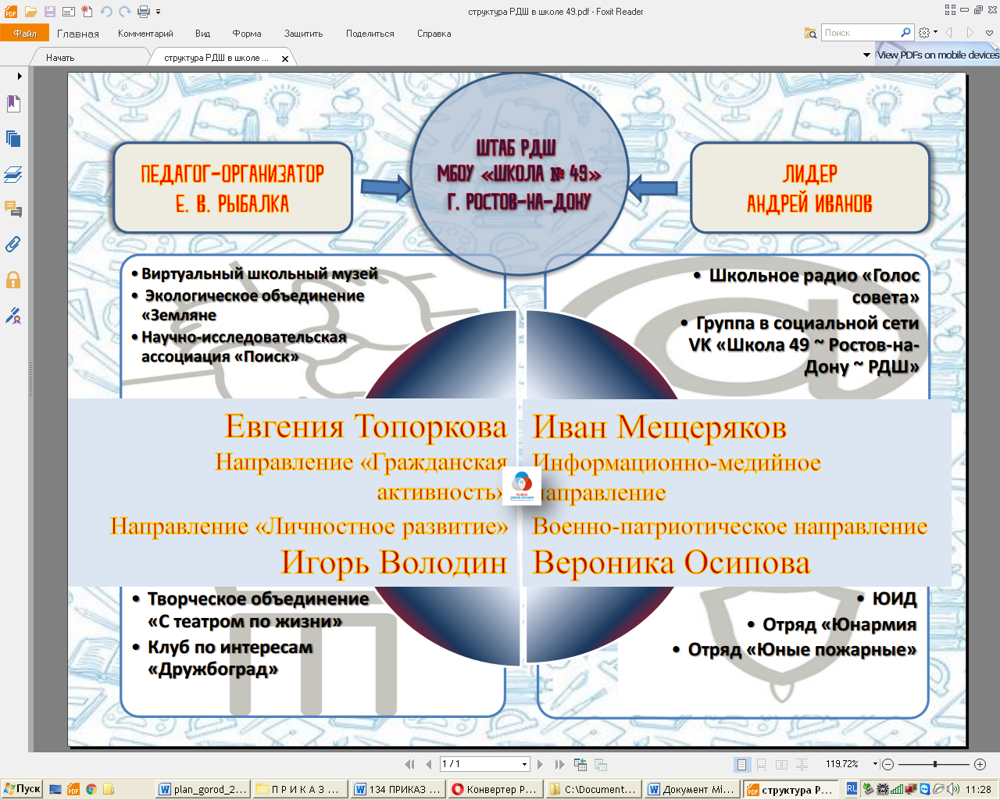 структура РДШ в школе 49.pdf - Foxit Reader
Файл
Главная
Комментарий
Вид
Форма
Защитить
Поделиться
Справка
Поиск
Начать
структура РДШ в школе ...
View PDFs on mobile devices
ШТАБ РДШ
МБОУ «ШКОЛА № 49»
Г. РОСТОВ-НА-ДОНУ
ПЕДАГОГ-ОРГАНИЗАТОР
Е. В. РЫБАЛКА
ЛИДЕР
АНДРЕЙ ИВАНОВ
• Виртуальный школьный музей
• Экологическое объединение
«Земляне
• Научно-исследовательская
ассоциация «Поиск»
• Школьное радио «Голос
совета»
• Группа в социальной сети
VK «Школа 49 ~ Ростов-на-
Дону ~ РДШ»
Евгения Топоркова
Направление «Гражданская
активность»
Направление «Личностное развитие»
Игорь Володин
Иван Мещеряков
Информационно-медийное
направление
Военно-патриотическое направление
Вероника Осипова
• Творческое объединение
«С театром по жизни»
• Клуб по интересам
«Дружбоград»
• ЮИД
• Отряд «Юнармия
• Отряд «Юные пожарные»
1 / 1
119.72%
Пуск
plan_gorod_2...
П Р И К А З ...
134 ПРИКАЗ ...
Конвертер P...
C:\Document...
Документ Mi...
структура Р...
RL
11:28